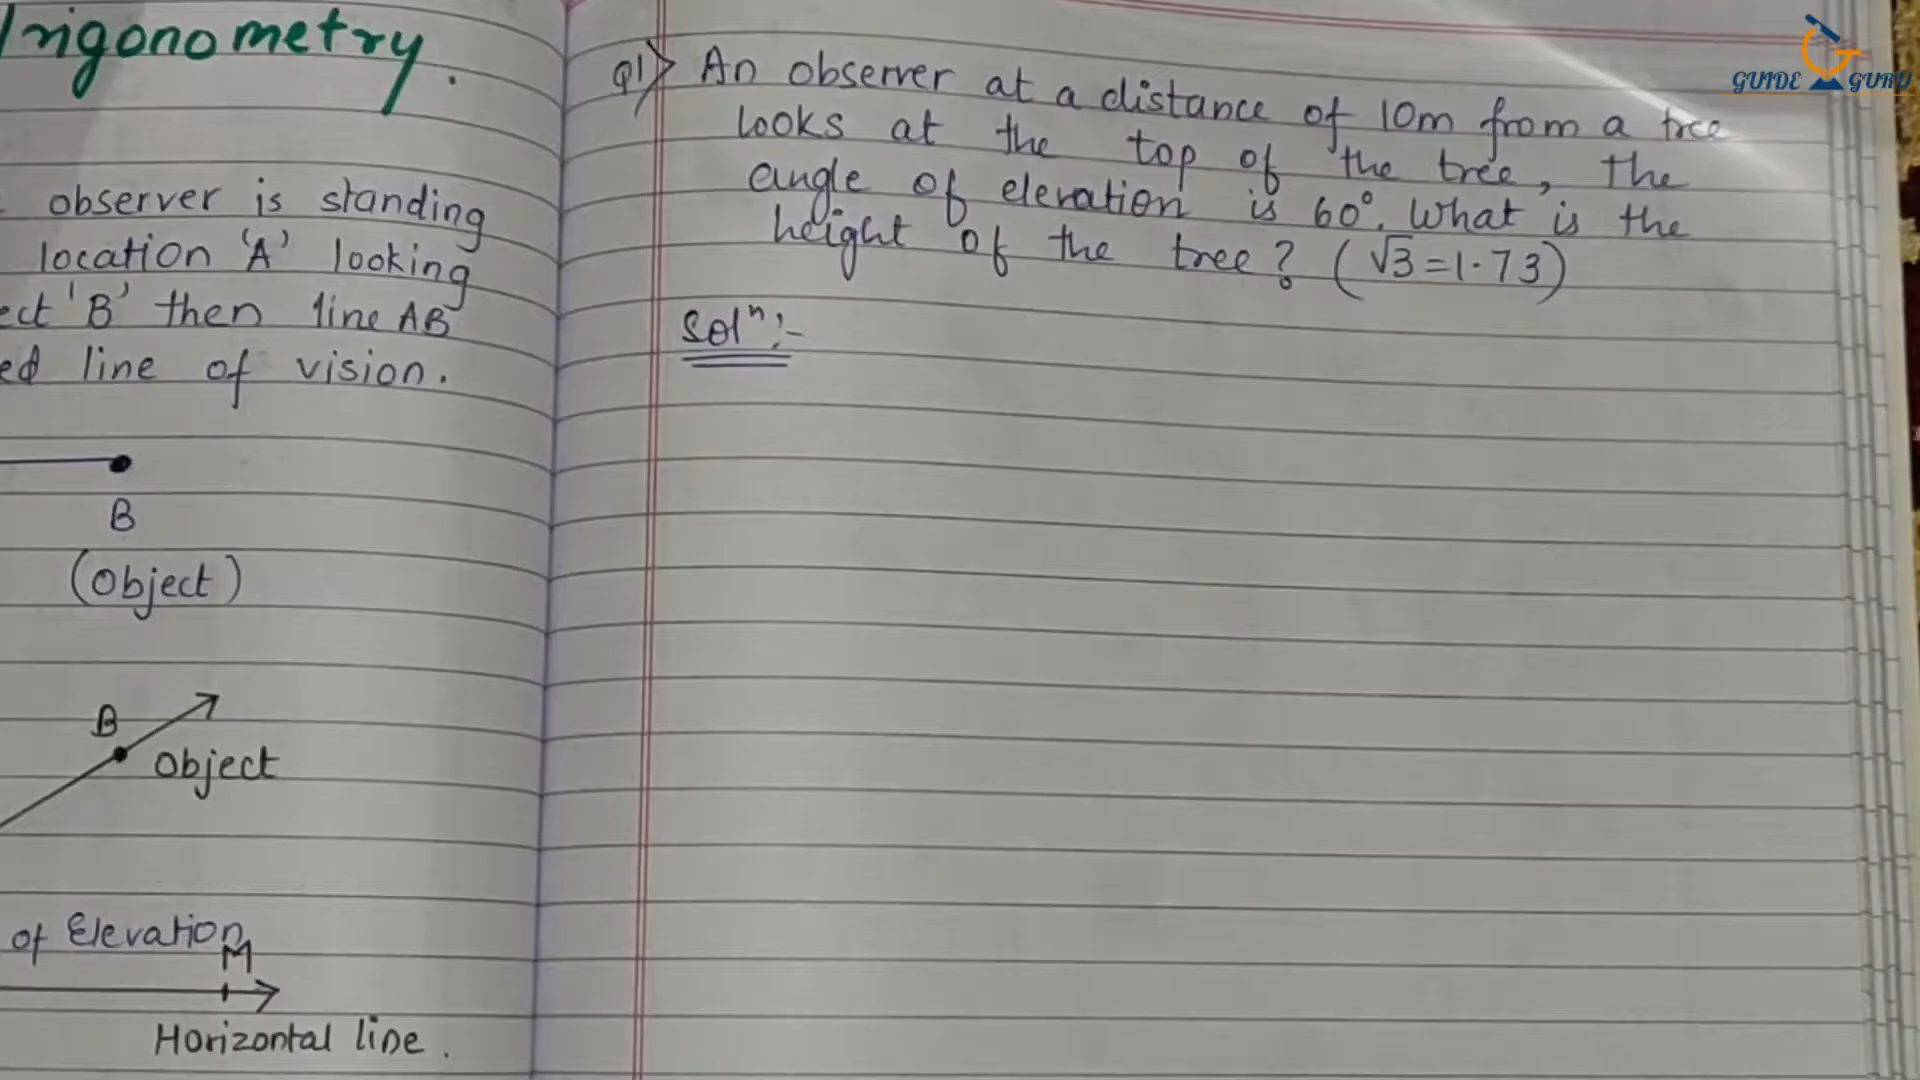 Trigonometry.
observer is standing
location 'A' looking
ect 'B' then line AB
ed line of vision.
B
(Object)
B
Object
of Elevation
M
Horizontal line.
Q1) An observer at a distance of 10m from a tree
looks at the top of the tree, the
angle of elevation is 60°. What is the
height of the tree? (√3=1.73)
Solⁿ:-
GUIDE GURU